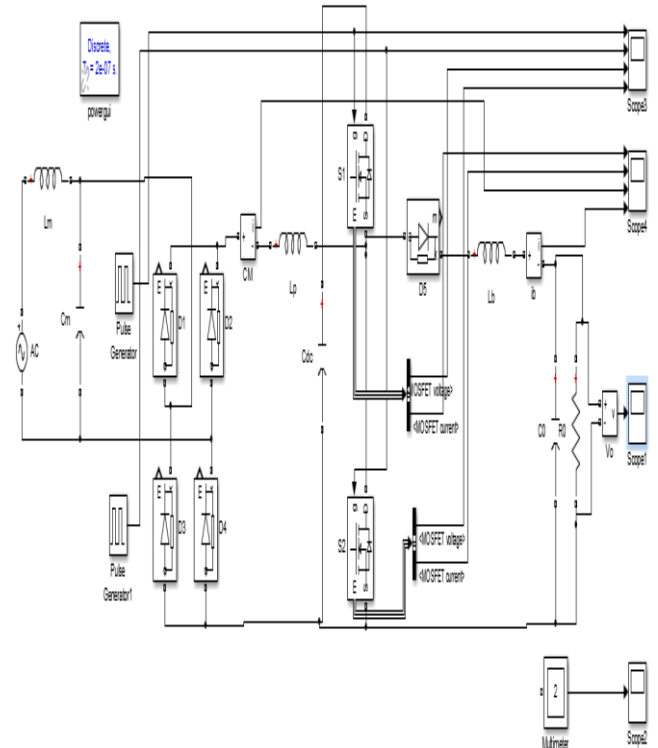 Discrete,
Ts = 2e-07 s.
powergui
Scope3
S1
Scope4
Lm
CM
Lp
D5
Lb
ib
Cm
Pulse
Generator
D1
D2
AC
Cdc
MOSFET voltage>
<MOSFET current>
C0
R0
Vo
Scope1
D3
D4
S2
<MOSFET voltage>
<MOSFET current>
Pulse
Generator1
2
Multimeter
Scope2